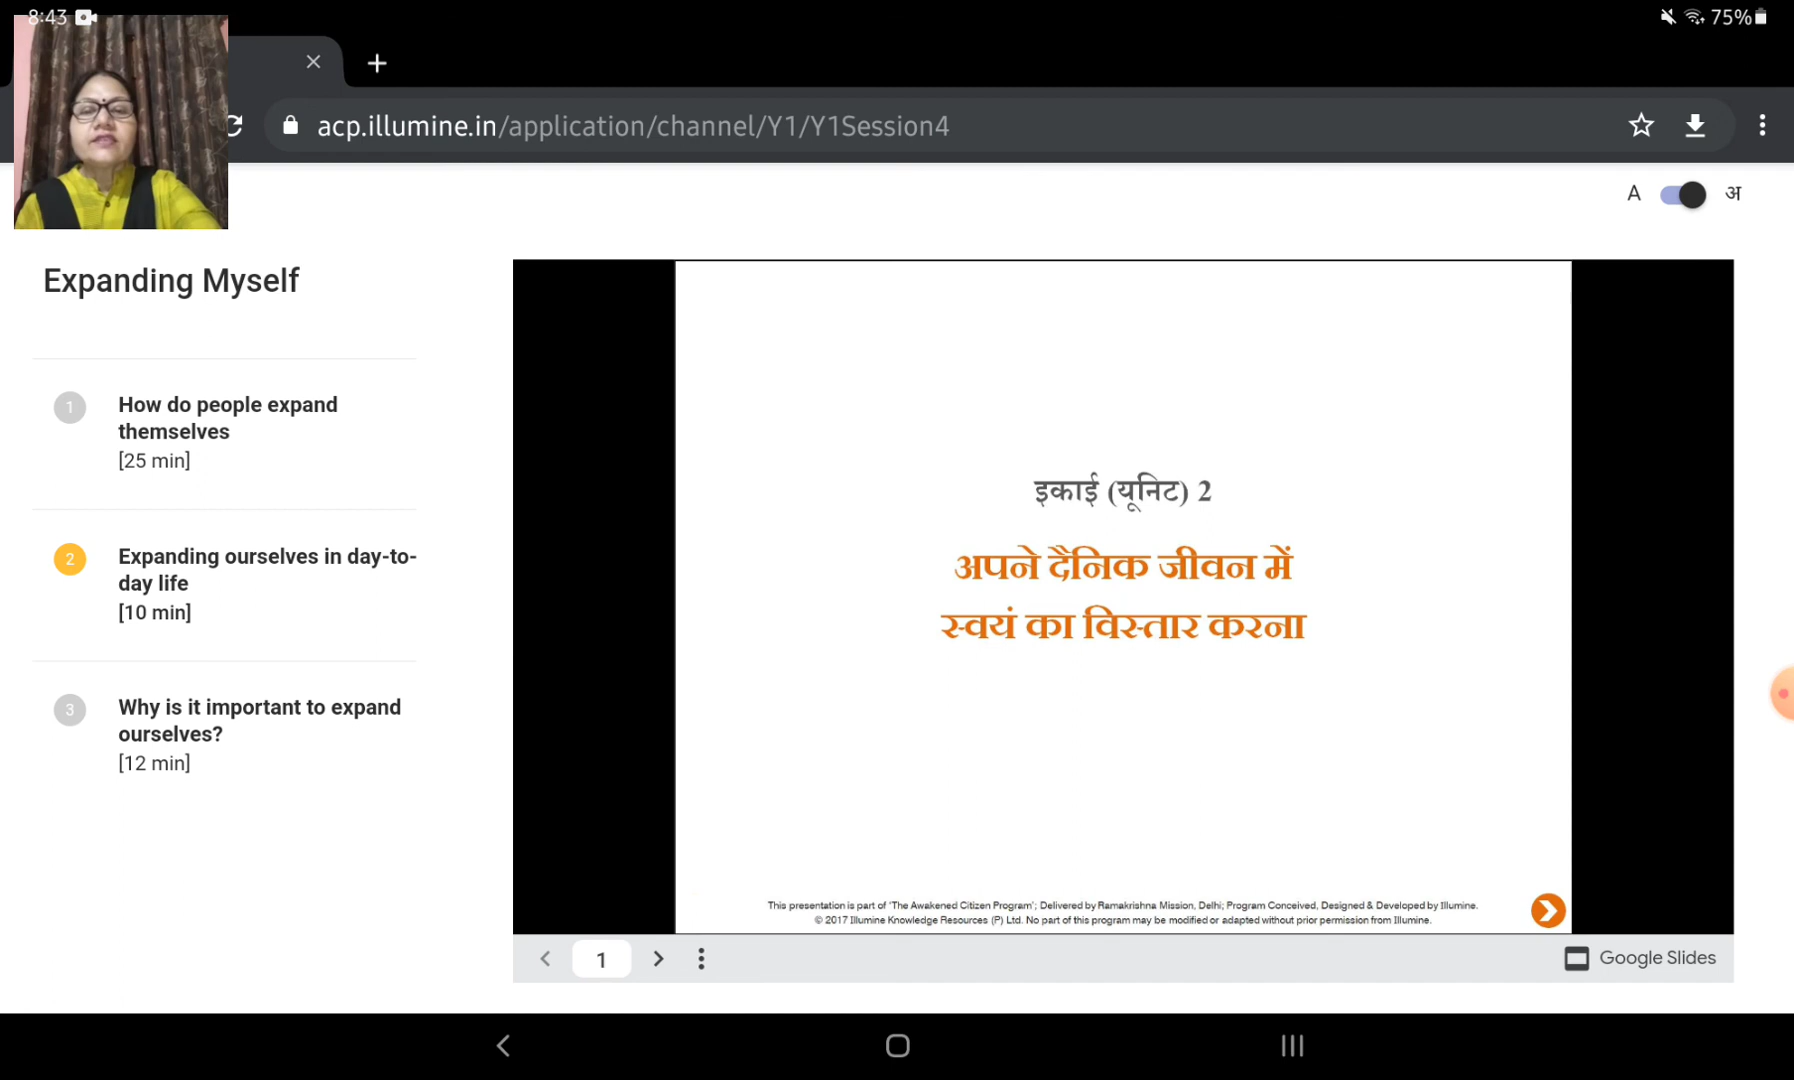 8:43
75%
acp.illumine.in/application/channel/Y1/Y1Session4
A अ
Expanding Myself
1
How do people expand
themselves
[25 min]
2
Expanding ourselves in day-to-
day life
[10 min]
3
Why is it important to expand
ourselves?
[12 min]
इकाई (यूनिट) 2
अपने दैनिक जीवन में
स्वयं का विस्तार करना
This presentation is part of 'The Awakened Citizen Program'; Delivered by Ramakrishna Mission, Delhi; Program Conceived, Designed & Developed by Illumine.
© 2017 Illumine Knowledge Resources (P) Ltd. No part of this program may be modified or adapted without prior permission from Illumine.
1
Google Slides